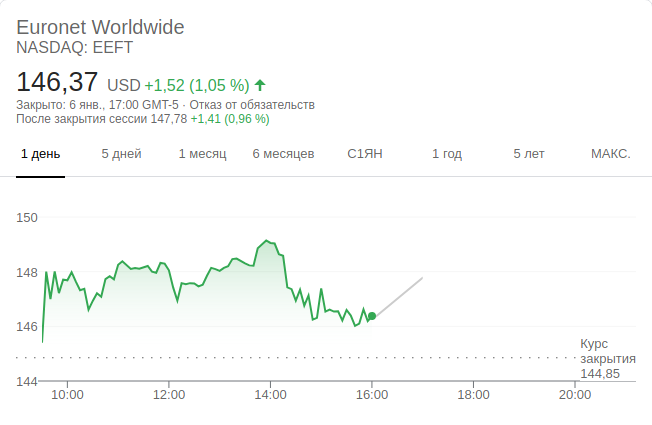 Euronet Worldwide
NASDAQ: EEFT
146,37 USD +1,52 (1,05 %)
Закрыто: 6 янв., 17:00 GMT-5 · Отказ от обязательств
После закрытия сессии 147,78 +1,41 (0,96 %)
1 день 5 дней 1 месяц 6 месяцев С1ЯН 1 год 5 лет МАКС.
150
148
146
Курс
закрытия
144,85
144
10:00 12:00 14:00 16:00 18:00 20:00